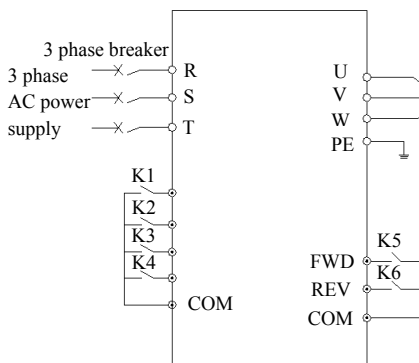 3 phase breaker
3 phase
AC power
supply
R
S
T
U
V
W
PE
K1
K2
K3
K4
COM
FWD
REV
COM
K5
K6